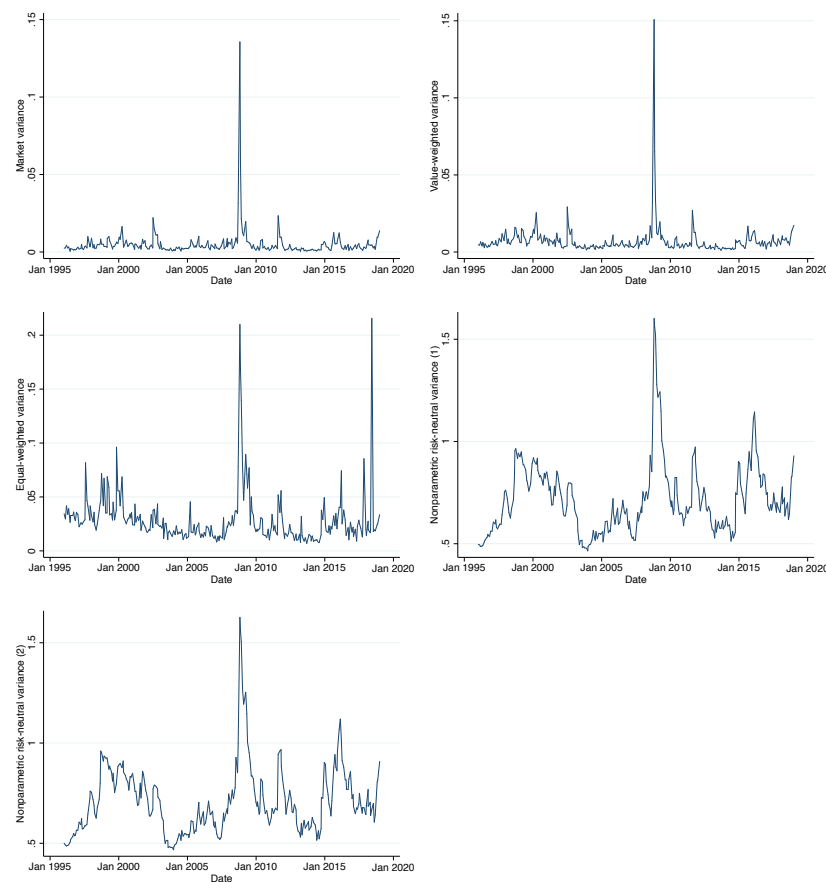 Market variance
.15
.1
.05
0
Jan 1995 Jan 2000 Jan 2005 Jan 2010 Jan 2015 Jan 2020
Date
Value-weighted variance
.15
.1
.05
0
Jan 1995 Jan 2000 Jan 2005 Jan 2010 Jan 2015 Jan 2020
Date
Equal-weighted variance
.2
.15
.1
.05
0
Jan 1995 Jan 2000 Jan 2005 Jan 2010 Jan 2015 Jan 2020
Date
Nonparametric risk-neutral variance (1)
1.5
1
.5
Jan 1995 Jan 2000 Jan 2005 Jan 2010 Jan 2015 Jan 2020
Date
Nonparametric risk-neutral variance (2)
1.5
1
.5
Jan 1995 Jan 2000 Jan 2005 Jan 2010 Jan 2015 Jan 2020
Date